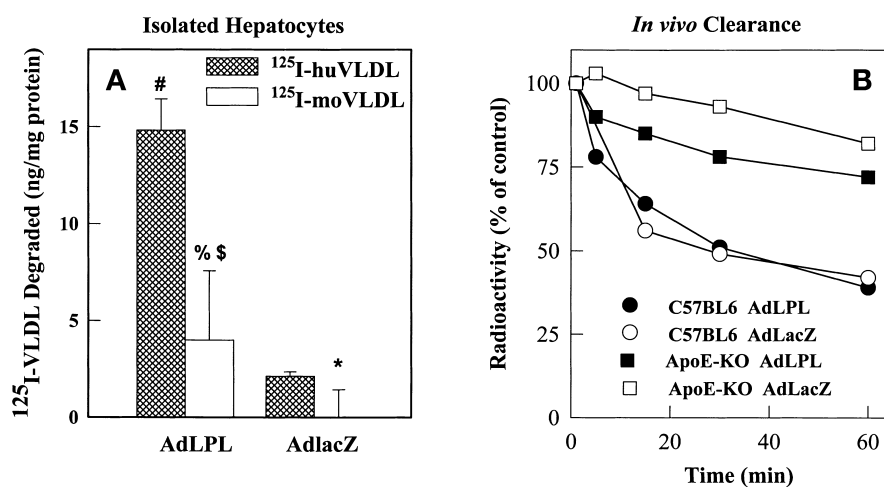 Isolated Hepatocytes
A
#
125I-huVLDL
125I-moVLDL
% $
*
15
10
5
0
125I-VLDL Degraded (ng/mg protein)
AdLPL
AdlacZ
In vivo Clearance
B
100
75
50
25
Radioactivity (% of control)
C57BL6 AdLPL
C57BL6 AdLacZ
ApoE-KO AdLPL
ApoE-KO AdLacZ
0 20 40 60
Time (min)